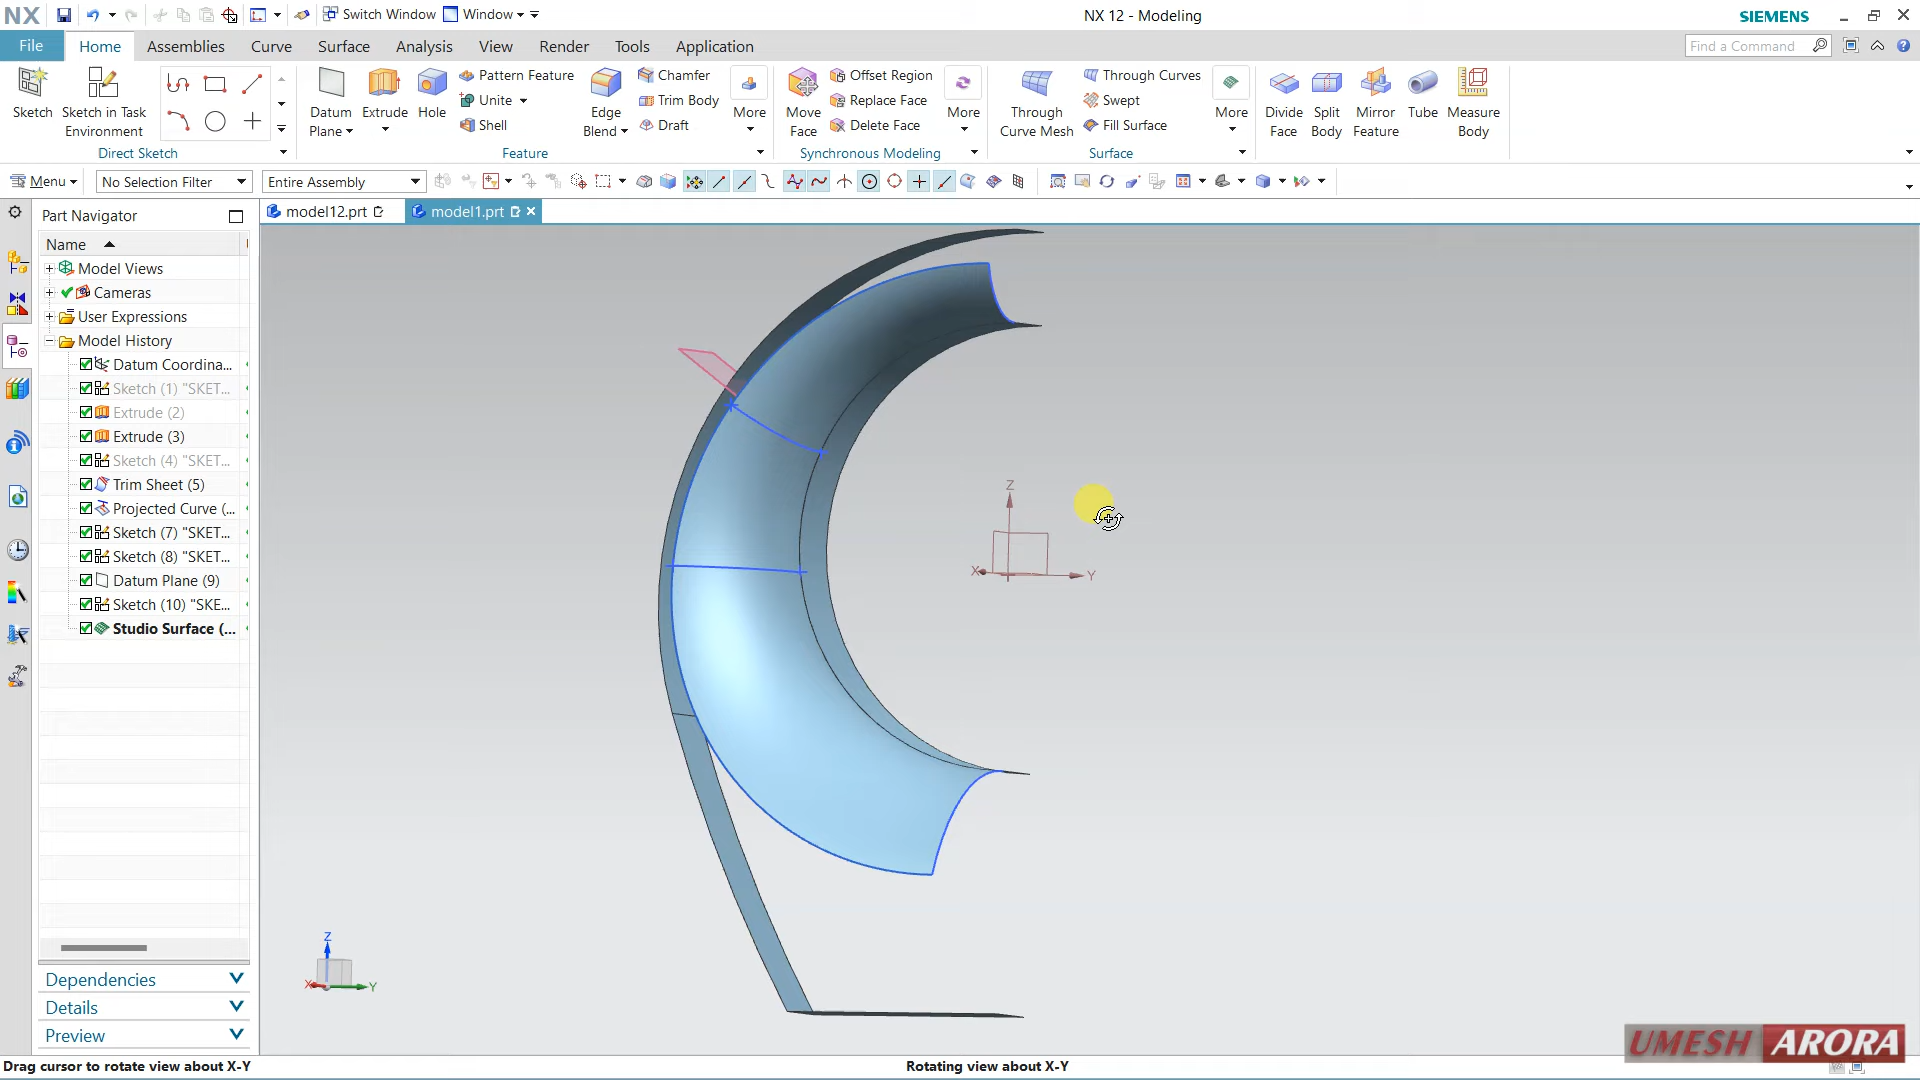 NX
Switch Window
Window
NX 12 - Modeling
SIEMENS
File
Home
Assemblies
Curve
Surface
Analysis
View
Render
Tools
Application
Find a Command
Sketch
Sketch in Task
Environment
Direct Sketch
Datum
Plane
Extrude
Hole
Pattern Feature
Unite
Shell
Edge
Blend
Chamfer
Trim Body
Draft
More
Feature
Move
Face
Offset Region
Replace Face
Delete Face
More
Synchronous Modeling
Through
Curve Mesh
Through Curves
Swept
Fill Surface
More
Surface
Divide
Face
Split
Body
Mirror
Feature
Tube
Measure
Body
Menu
No Selection Filter
Entire Assembly
Part Navigator
model12.prt
model1.prt
Name
Model Views
Cameras
User Expressions
Model History
Datum Coordina...
Sketch (1) "SKET...
Extrude (2)
Extrude (3)
Sketch (4) "SKET...
Trim Sheet (5)
Projected Curve (...
Sketch (7) "SKET...
Sketch (8) "SKET...
Datum Plane (9)
Sketch (10) "SKE...
Studio Surface (...
Z
X
Y
Z
X
Y
Dependencies
Details
Preview
UMESH ARORA
Drag cursor to rotate view about X-Y
Rotating view about X-Y